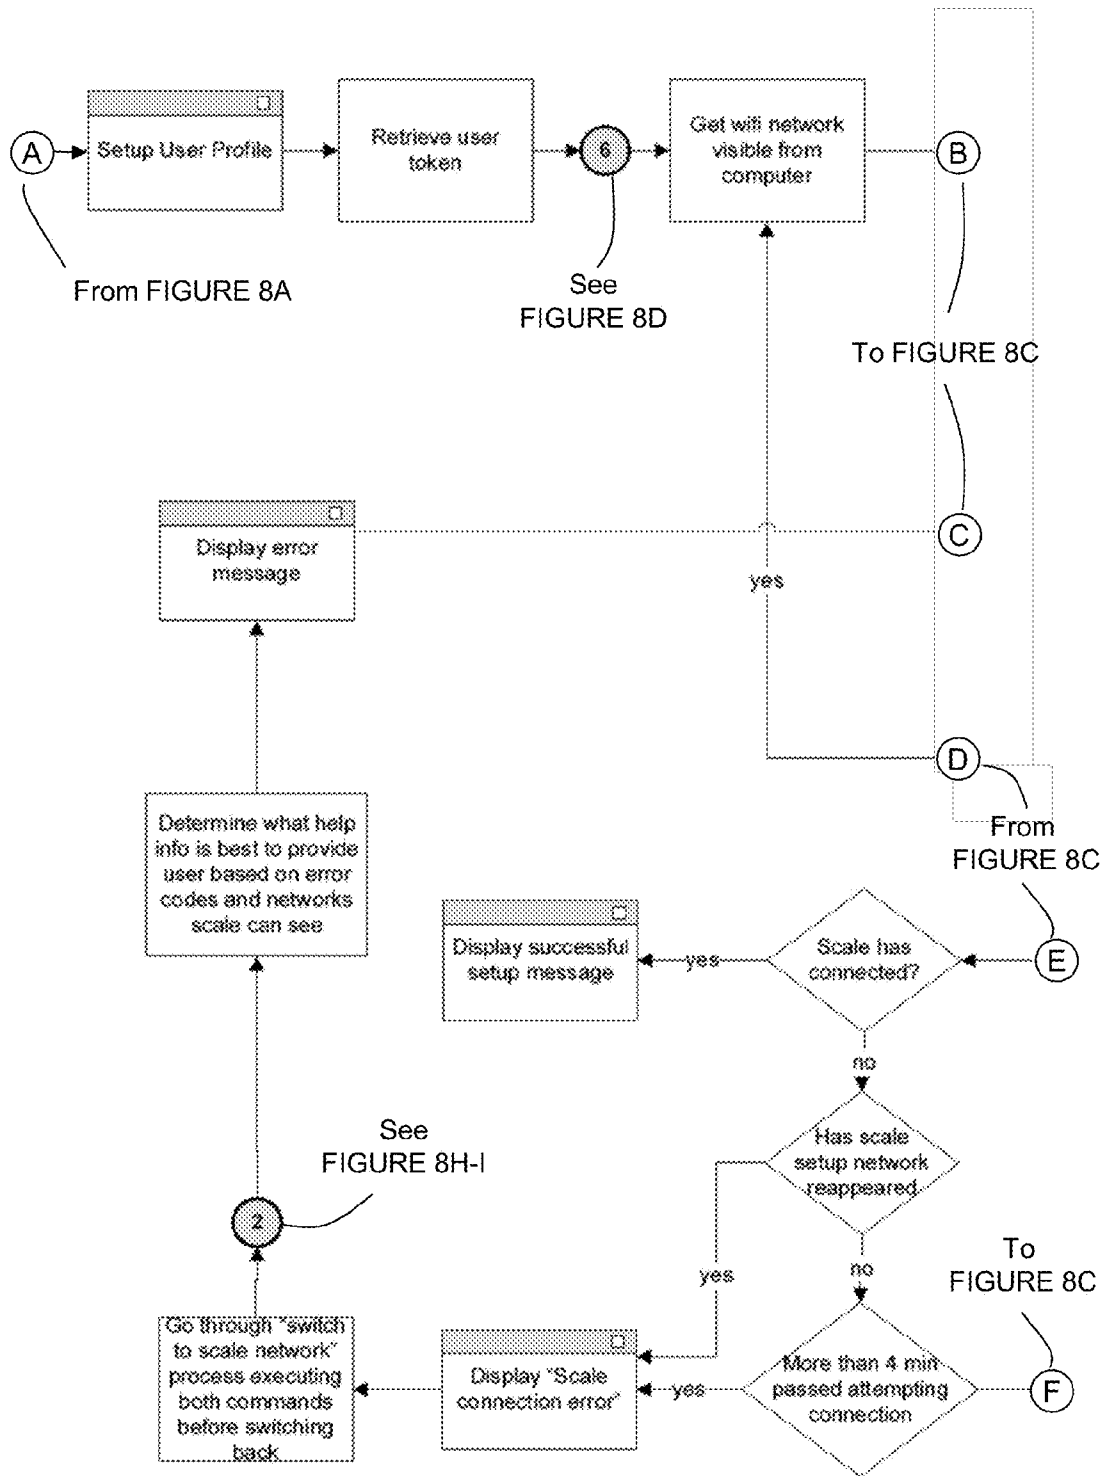 A
Setup User Profile
Retrieve user
token
6
Get wifi network
visible from
computer
B
From FIGURE 8A
See
FIGURE 8D
To FIGURE 8C
Display error
message
C
yes
D
From
FIGURE 8C
Determine what help
info is best to provide
user based on error
codes and networks
scale can see
Display successful
setup message
yes
Scale has
connected?
E
no
See
FIGURE 8H-I
Has scale
setup network
reappeared
2
yes
no
To
FIGURE 8C
Go through "switch
to scale network"
process executing
both commands
before switching
back
Display "Scale
connection error"
yes
More than 4 min
passed attempting
connection
F